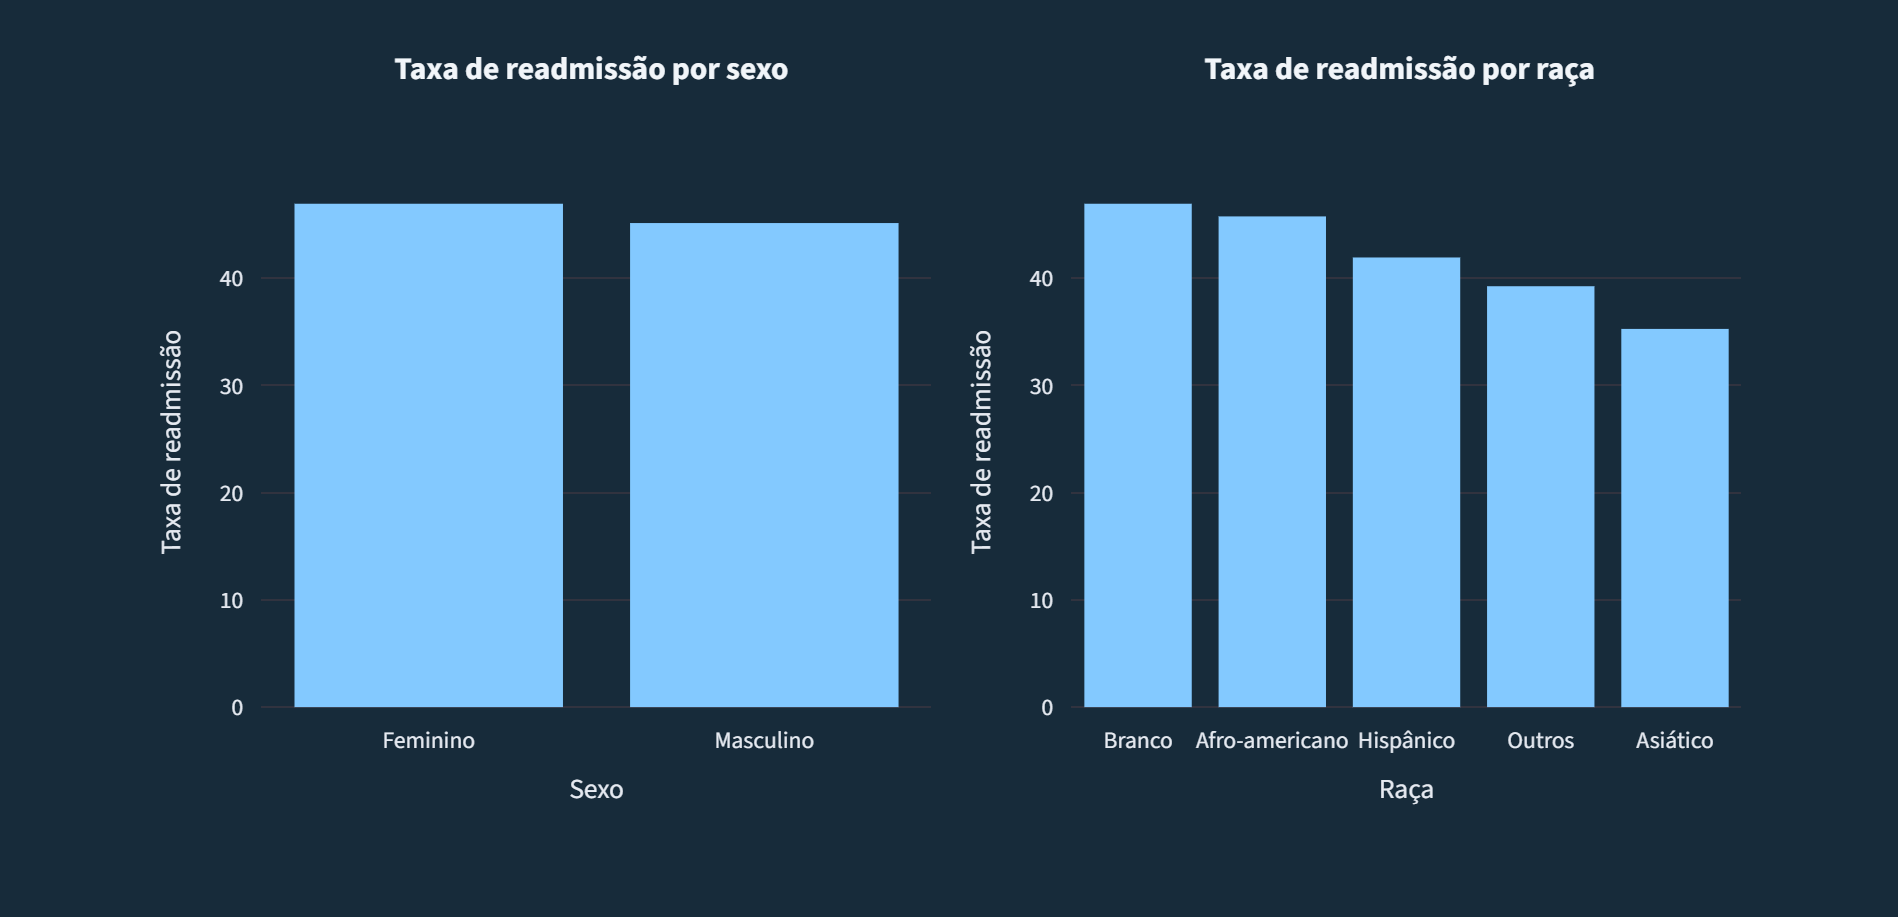 Taxa de readmissão por sexo
Taxa de readmissão
40
30
20
10
0
Feminino
Masculino
Sexo
Taxa de readmissão por raça
Taxa de readmissão
40
30
20
10
0
Branco
Afro-americano
Hispânico
Outros
Asiático
Raça